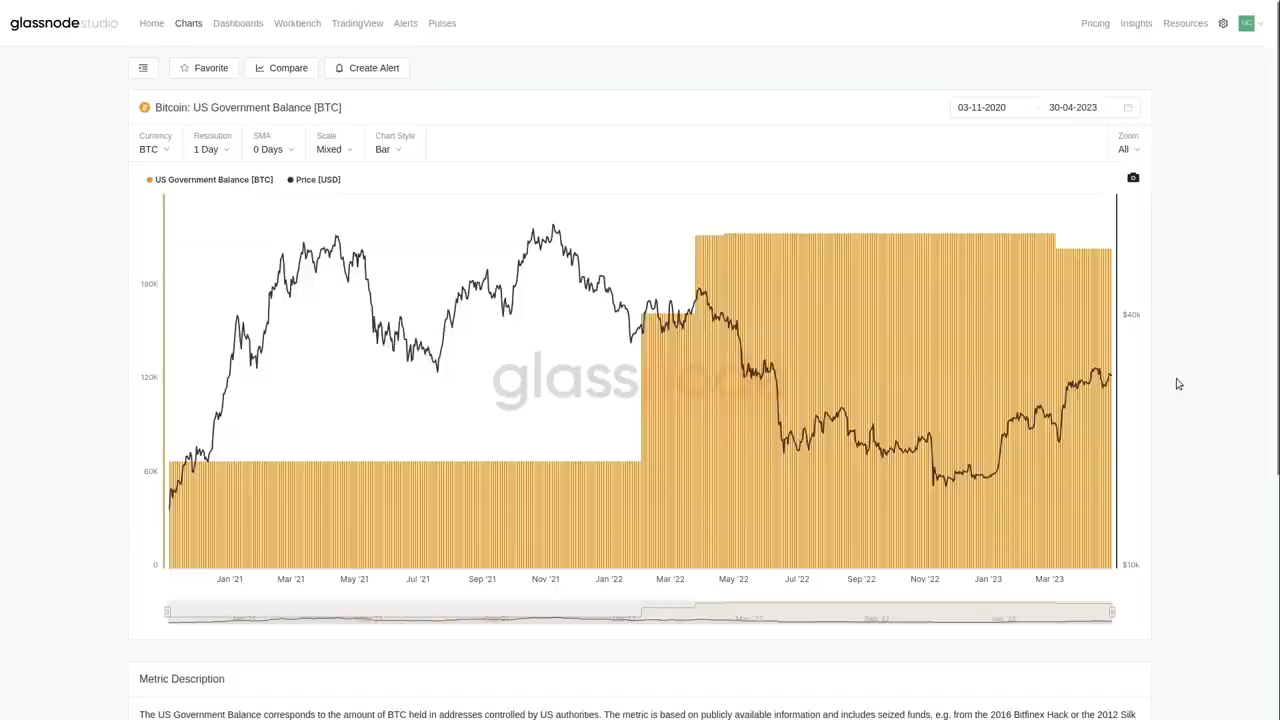 glassnodestudio Home Charts Dashboards Workbench TradingView Alerts Pulses Pricing Insights Resources UC
Favorite Compare Create Alert
Bitcoin: US Government Balance [BTC] 03-11-2020 → 30-04-2023
Currency Resolution SMA Scale Chart Style Zoom
BTC 1 Day 0 Days Mixed Bar All
US Government Balance [BTC] Price [USD]
180K
$40k
glassnode
120K
60K
0 $10k
Jan '21 Mar '21 May '21 Jul '21 Sep '21 Nov '21 Jan '22 Mar '22 May '22 Jul '22 Sep '22 Nov '22 Jan '23 Mar '23
May '22 Sep '22
Metric Description
The US Government Balance corresponds to the amount of BTC held in addresses controlled by US authorities. The metric is based on publicly available information and includes seized funds, e.g. from the 2016 Bitfinex Hack or the 2012 Silk